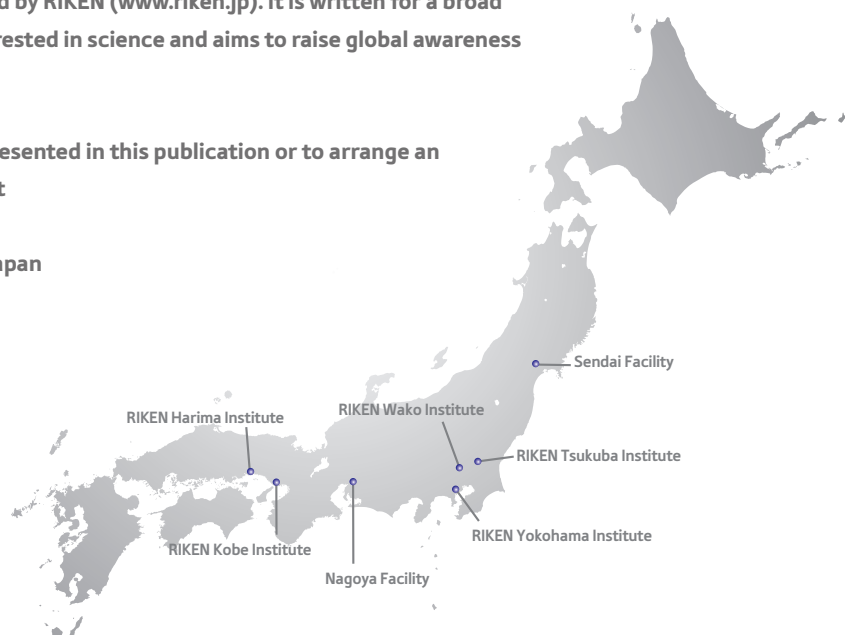 d by RIKEN (www.riken.jp). It is written for a broad
rested in science and aims to raise global awareness
esented in this publication or to arrange an
t
apan
Sendai Facility
RIKEN Harima Institute
RIKEN Wako Institute
RIKEN Tsukuba Institute
RIKEN Yokohama Institute
RIKEN Kobe Institute
Nagoya Facility